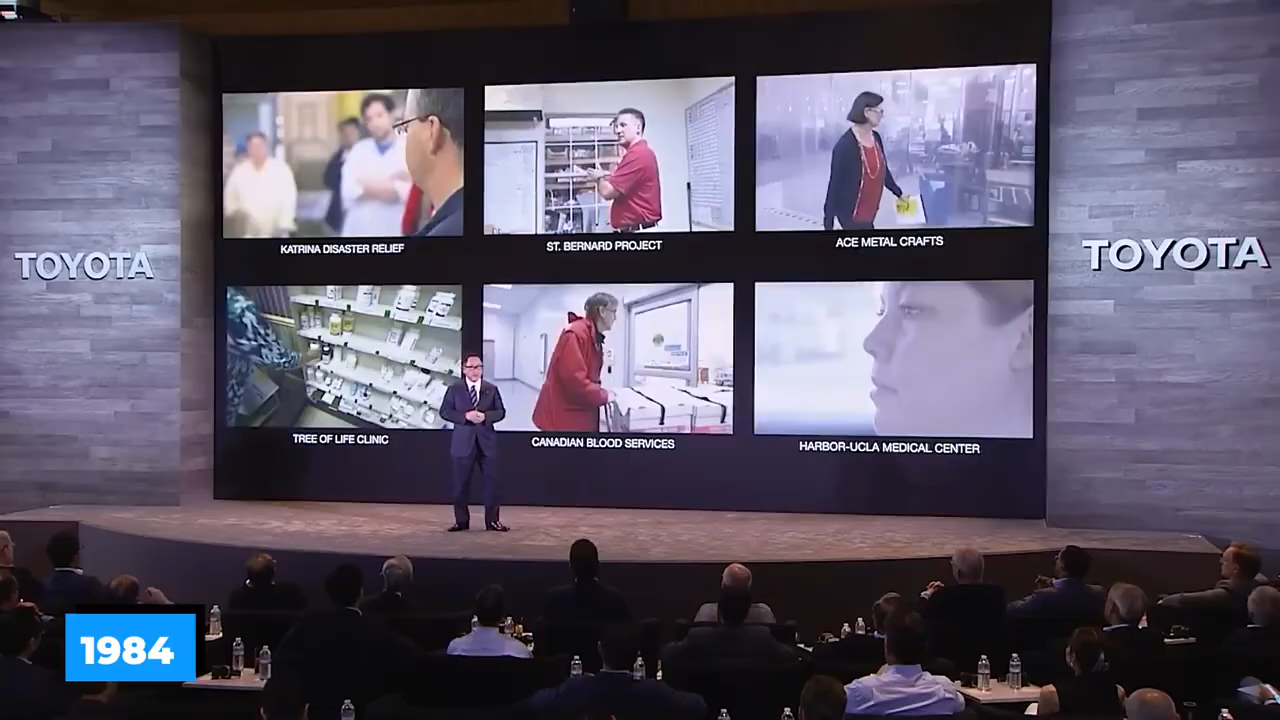 TOYOTA
TOYOTA
KATRINA DISASTER RELIEF
ST. BERNARD PROJECT
ACE METAL CRAFTS
TREE OF LIFE CLINIC
CANADIAN BLOOD SERVICES
HARBOR-UCLA MEDICAL CENTER
1984